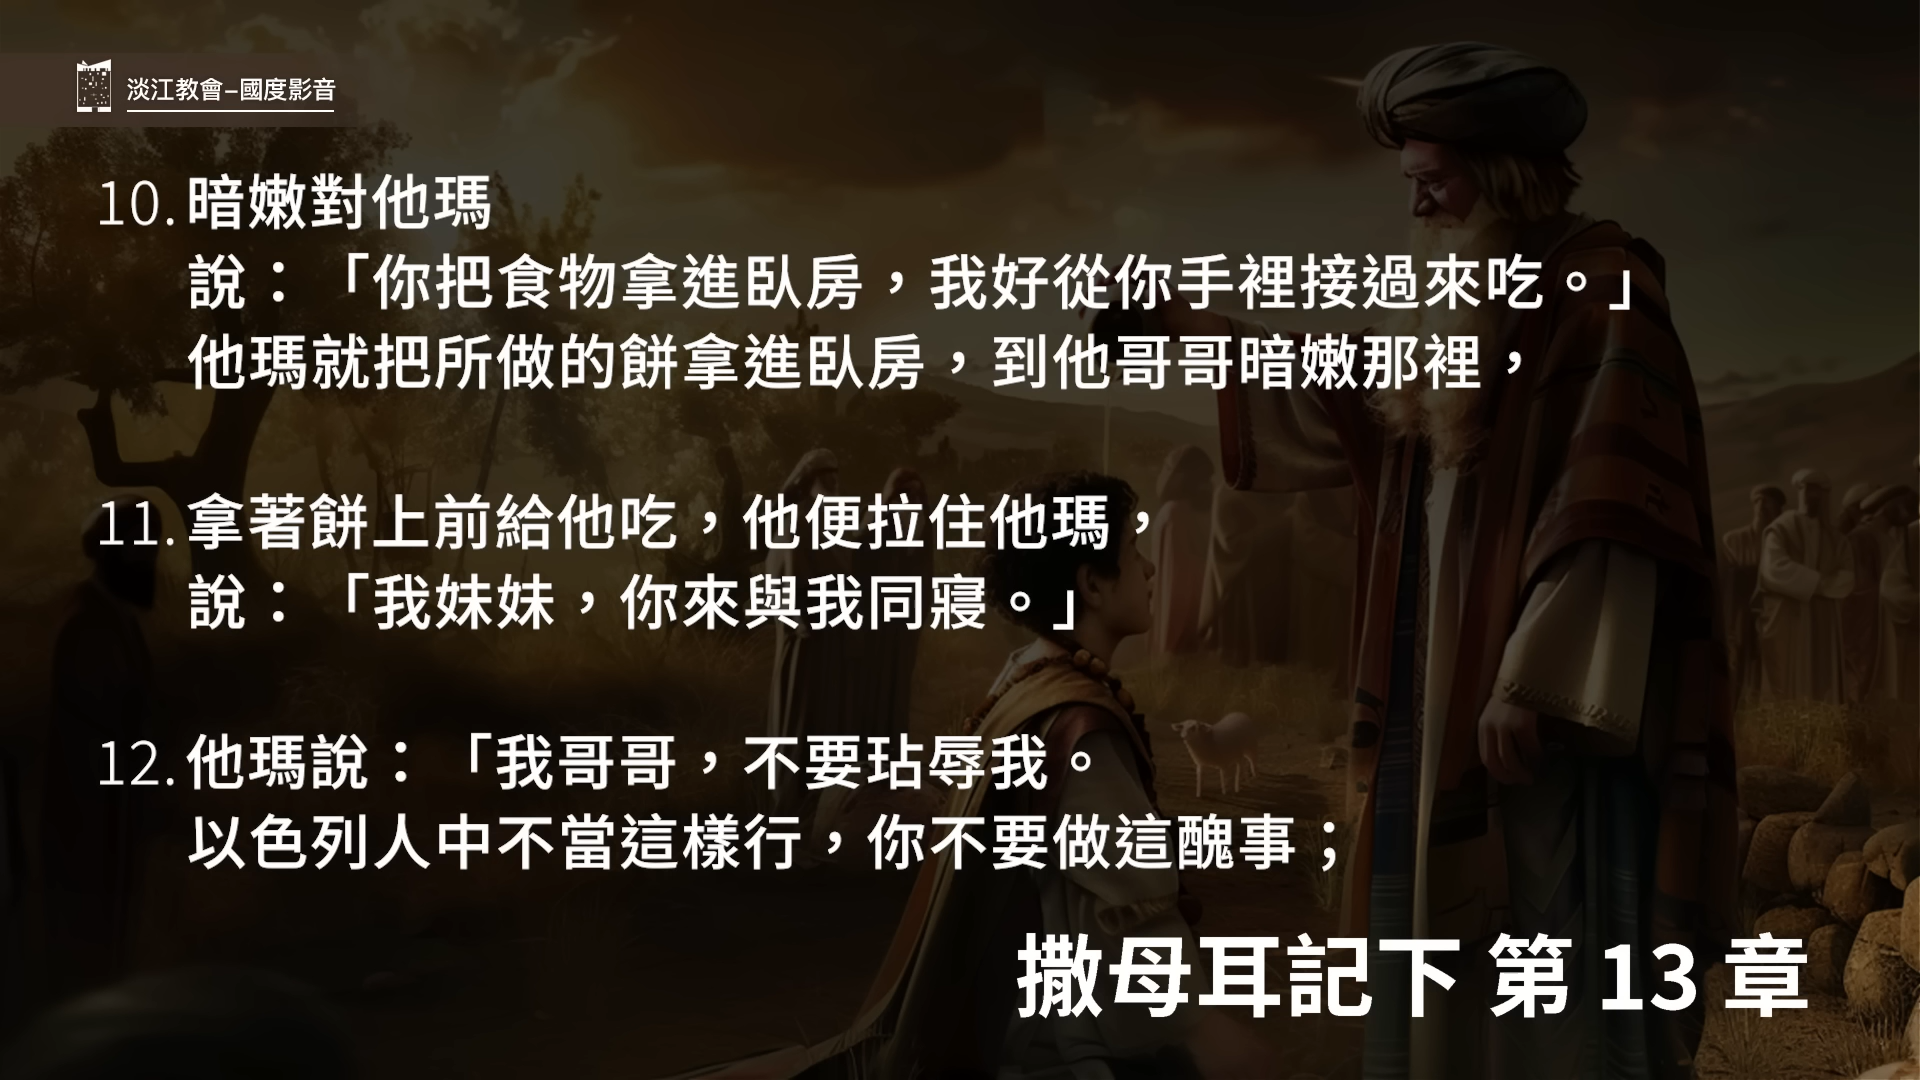 淡江教會–國度影音
10. 暗嫩對他瑪
說：「你把食物拿進臥房，我好從你手裡接過來吃。」
他瑪就把所做的餅拿進臥房，到他哥哥暗嫩那裡，
11. 拿著餅上前給他吃，他便拉住他瑪，
說：「我妹妹，你來與我同寢。」
12. 他瑪說：「我哥哥，不要玷辱我。
以色列人中不當這樣行，你不要做這醜事；
撒母耳記下 第 13 章